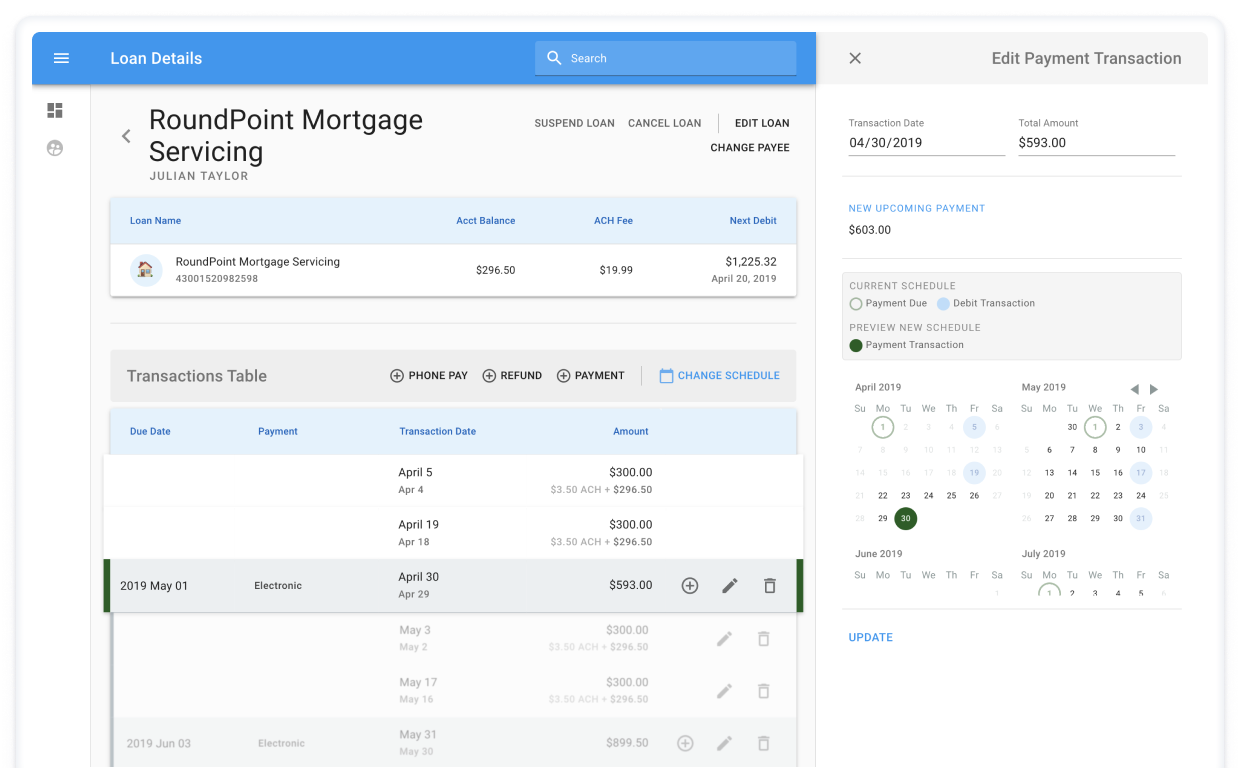 Loan Details
Search
Edit Payment Transaction
RoundPoint Mortgage
Servicing
JULIAN TAYLOR
SUSPEND LOAN CANCEL LOAN EDIT LOAN
CHANGE PAYEE
Loan Name Acct Balance ACH Fee Next Debit
RoundPoint Mortgage Servicing
43001520982598
$296.50 $19.99 $1,225.32
April 20, 2019
Transactions Table PHONE PAY REFUND PAYMENT CHANGE SCHEDULE
Due Date Payment Transaction Date Amount
April 5 $300.00
Apr 4 $3.50 ACH + $296.50
April 19 $300.00
Apr 18 $3.50 ACH + $296.50
2019 May 01 Electronic April 30 $593.00
Apr 29
May 3 $300.00
May 2 $3.50 ACH + $296.50
May 17 $300.00
May 16 $3.50 ACH + $296.50
2019 Jun 03 Electronic May 31 $899.50
May 30
Transaction Date Total Amount
04/30/2019 $593.00
NEW UPCOMING PAYMENT
$603.00
CURRENT SCHEDULE
Payment Due Debit Transaction
PREVIEW NEW SCHEDULE
Payment Transaction
April 2019
Su Mo Tu We Th Fr Sa
1 2 3 4 5 6
7 8 9 10 11 12 13
14 15 16 17 18 19 20
21 22 23 24 25 26 27
28 29 30
May 2019
Su Mo Tu We Th Fr Sa
30 1 2 3 4
5 6 7 8 9 10 11
12 13 14 15 16 17 18
19 20 21 22 23 24 25
26 27 28 29 30 31
June 2019
Su Mo Tu We Th Fr Sa
1
July 2019
Su Mo Tu We Th Fr Sa
1 2 3 4 5 6
UPDATE